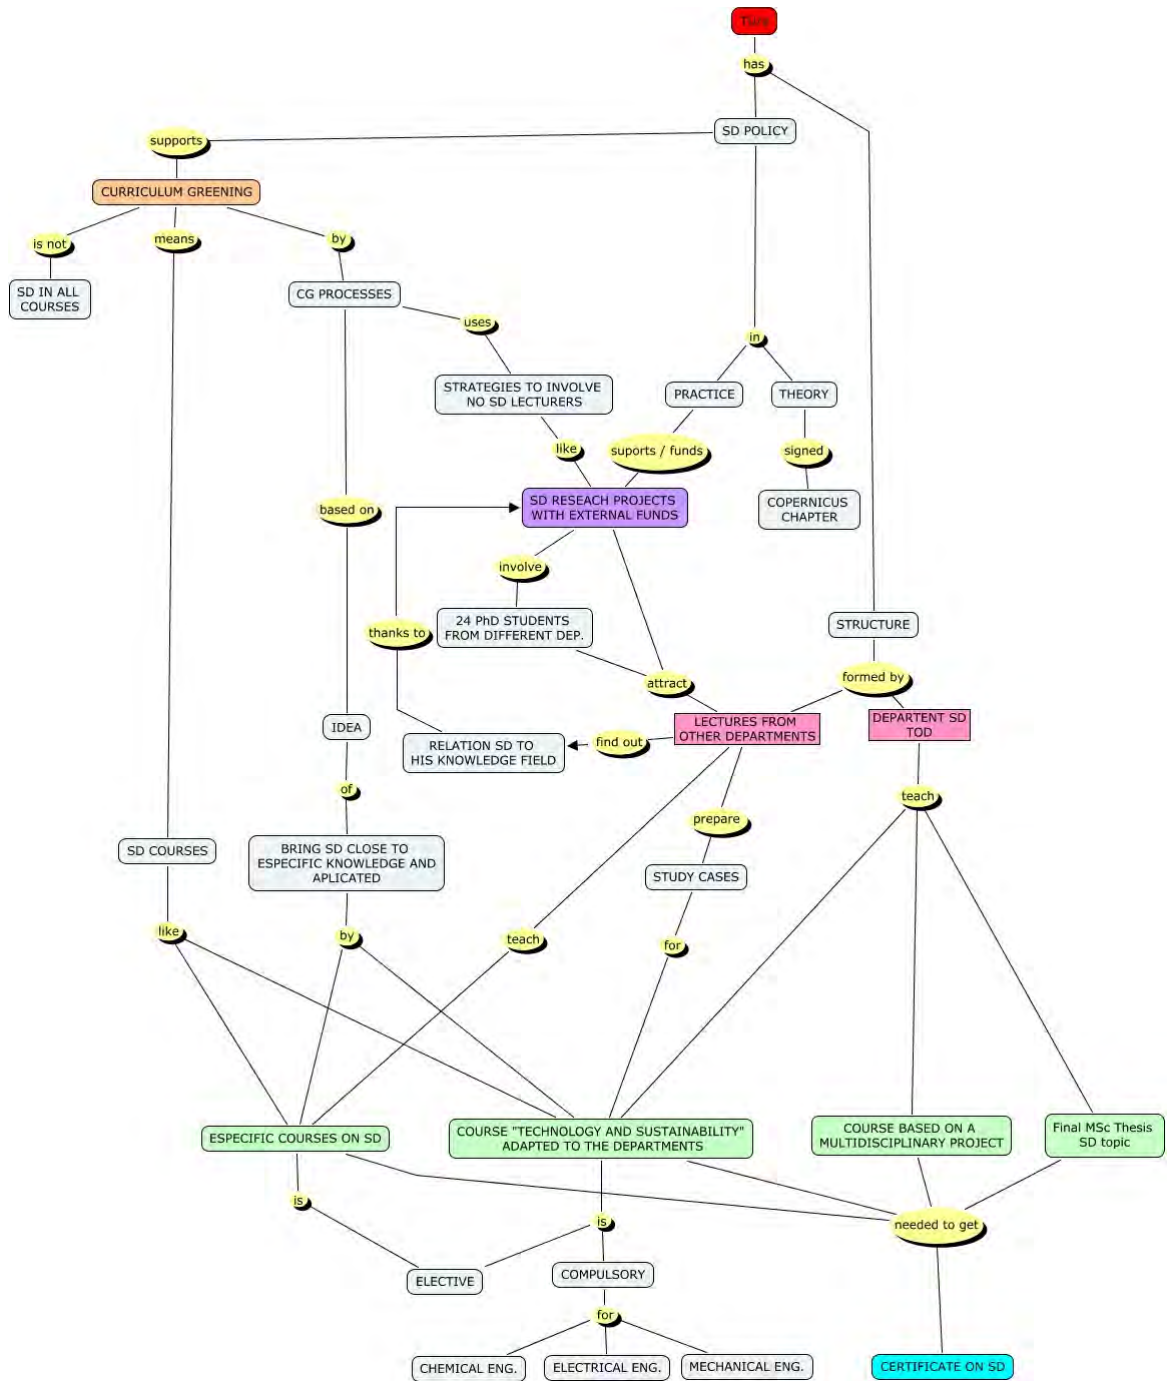 has
SD POLICY
supports
CURRICULUM GREENING
is not
means
by
SD IN ALL
COURSES
CG PROCESSES
uses
in
STRATEGIES TO INVOLVE
NO SD LECTURERS
PRACTICE
THEORY
like
suports / funds
signed
SD RESEACH PROJECTS
WITH EXTERNAL FUNDS
COPERNICUS
CHAPTER
based on
involve
24 PhD STUDENTS
FROM DIFFERENT DEP.
thanks to
STRUCTURE
attract
formed by
LECTURES FROM
OTHER DEPARTMENTS
DEPARTENT SD
TOD
IDEA
RELATION SD TO
HIS KNOWLEDGE FIELD
find out
of
teach
prepare
SD COURSES
BRING SD CLOSE TO
ESPECIFIC KNOWLEDGE AND
APLICATED
STUDY CASES
like
by
teach
for
ESPECIFIC COURSES ON SD
COURSE "TECHNOLOGY AND SUSTAINABILITY"
ADAPTED TO THE DEPARTMENTS
COURSE BASED ON A
MULTIDISCIPLINARY PROJECT
Final MSc Thesis
SD topic
is
is
needed to get
ELECTIVE
COMPULSORY
for
CHEMICAL ENG.
ELECTRICAL ENG.
MECHANICAL ENG.
CERTIFICATE ON SD